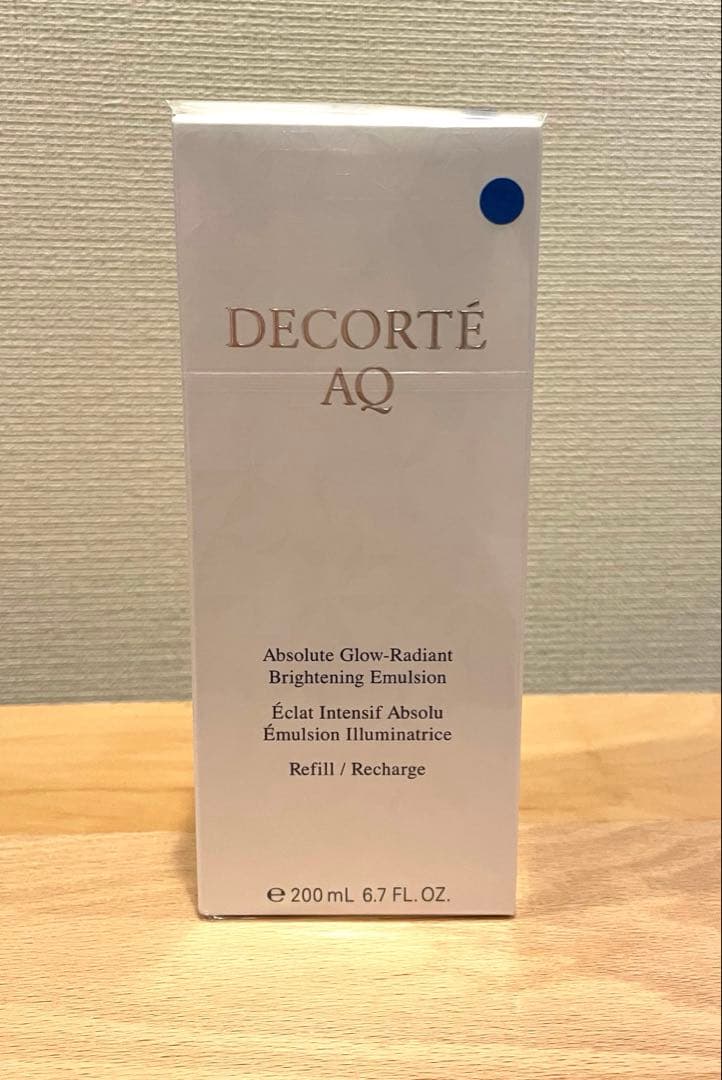 DECORTÉ
AQ
Absolute Glow-Radiant
Brightening Emulsion
Éclat Intensif Absolu
Émulsion Illuminatrice
Refill / Recharge
℮ 200 mL 6.7 FL. OZ.